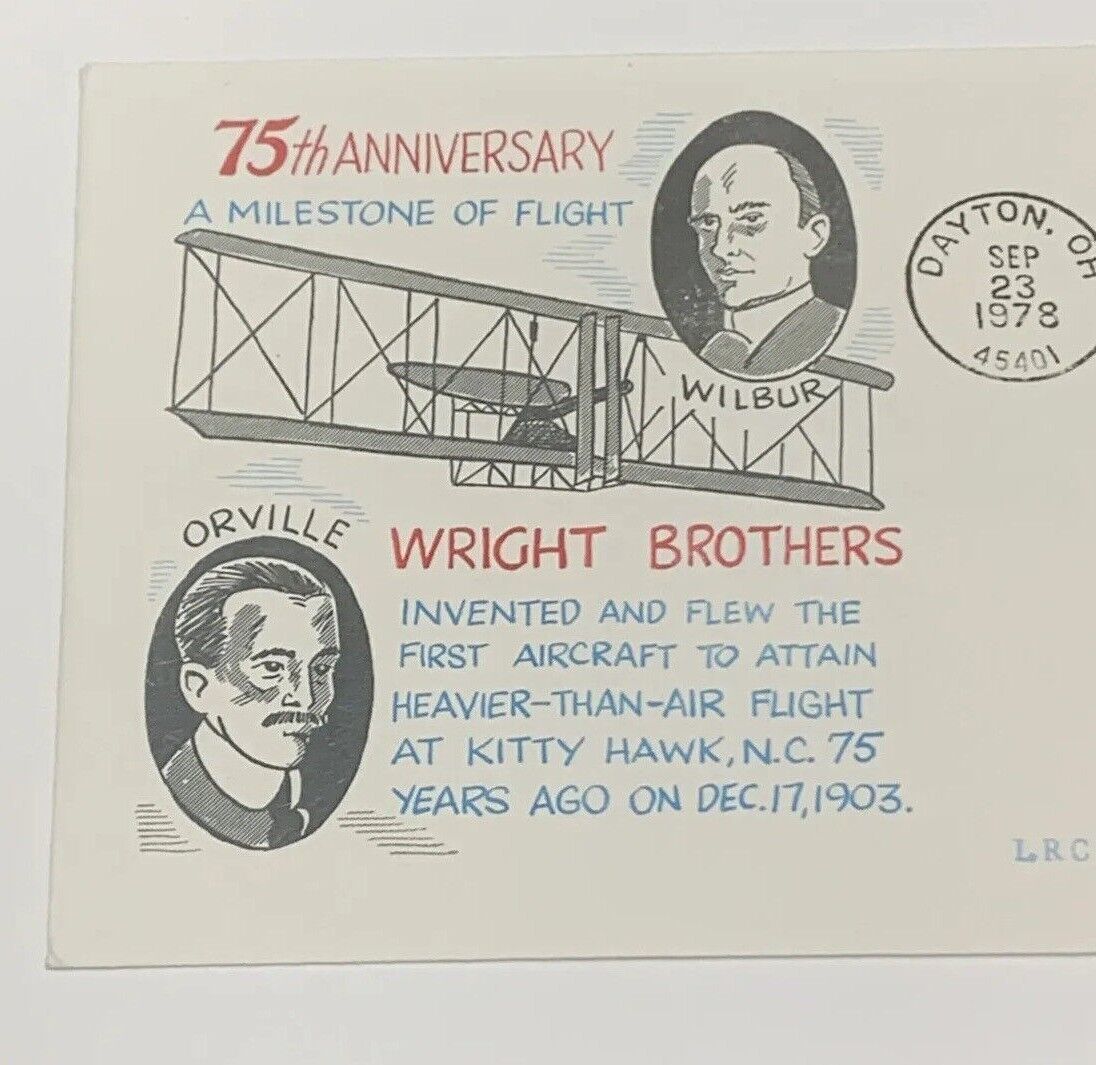 75th ANNIVERSARY
A MILESTONE OF FLIGHT
WILBUR
DAYTON, OH
SEP
23
1978
45401
ORVILLE
WRIGHT BROTHERS
INVENTED AND FLEW THE
FIRST AIRCRAFT TO ATTAIN
HEAVIER-THAN-AIR FLIGHT
AT KITTY HAWK, N.C. 75
YEARS AGO ON DEC. 17, 1903.
LRC